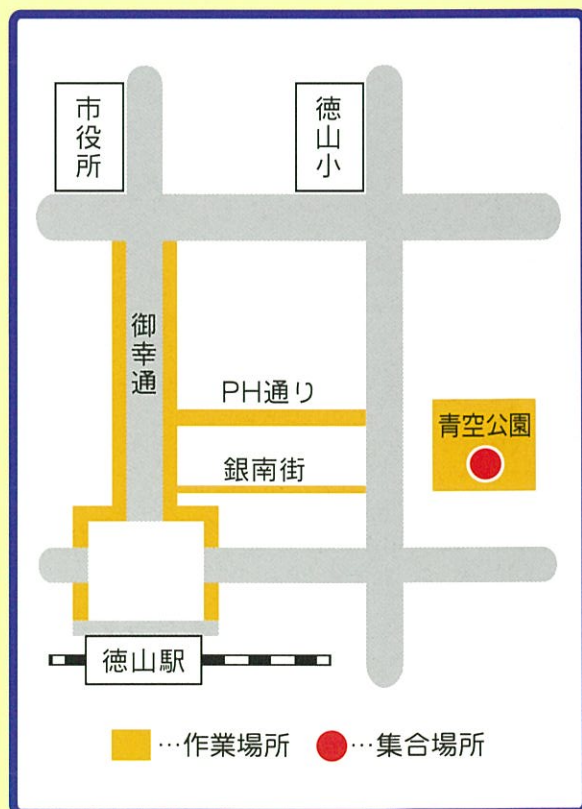 市役所
徳山小
御幸通
PH通り
青空公園
銀南街
徳山駅
…作業場所
…集合場所